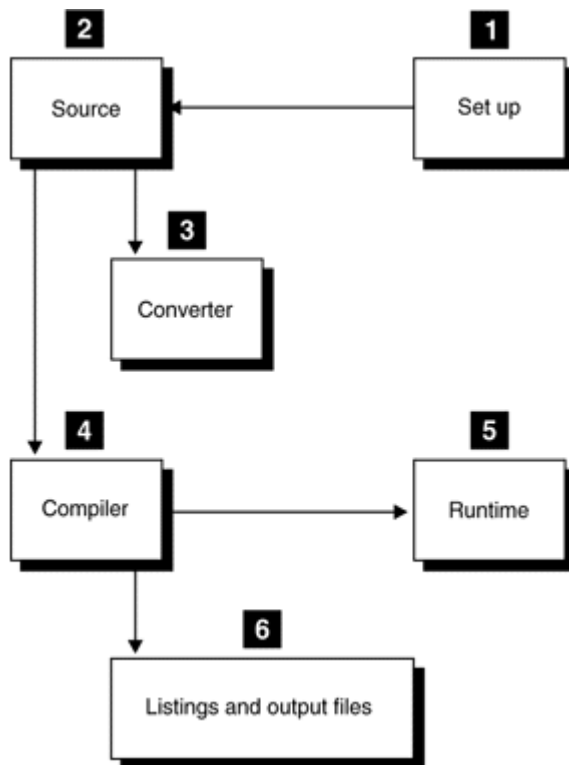 2
1
Source
Set up
3
Converter
4
5
Compiler
Runtime
6
Listings and output files